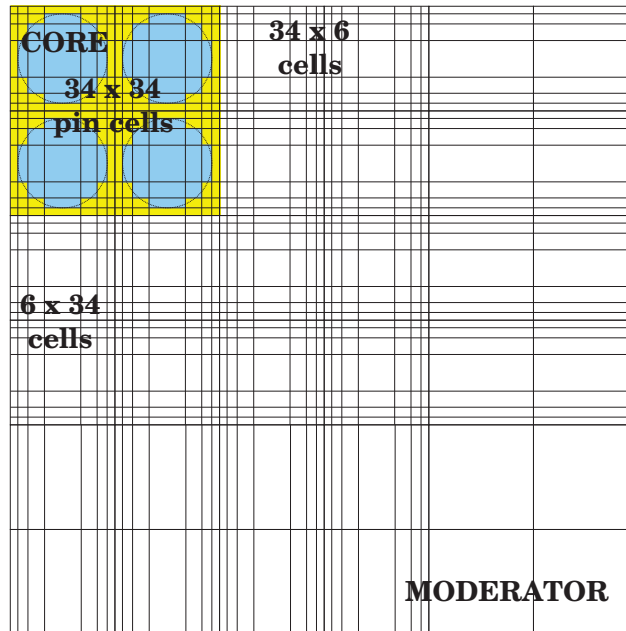 CORE
34 x 34
pin cells
34 x 6
cells
6 x 34
cells
MODERATOR